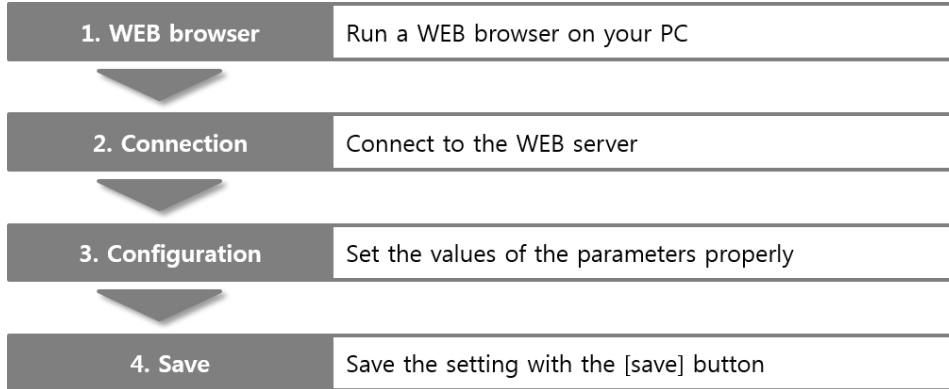 1. WEB browser Run a WEB browser on your PC
2. Connection Connect to the WEB server
3. Configuration Set the values of the parameters properly
4. Save Save the setting with the [save] button